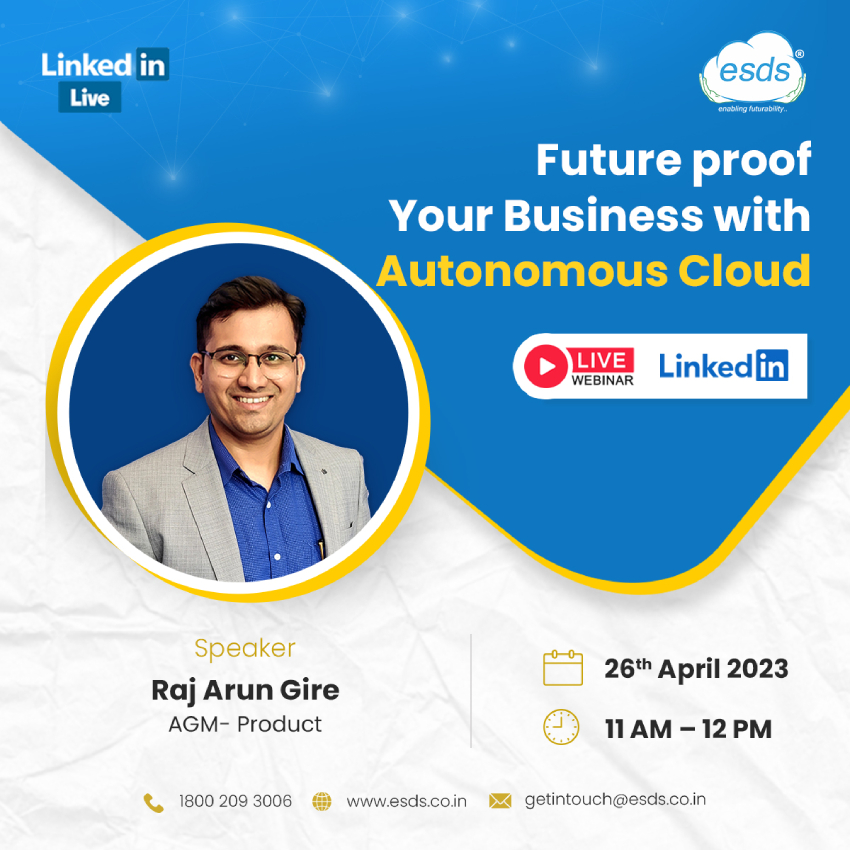 Linked in
Live
esds®
enabling futurability..
Future proof
Your Business with
Autonomous Cloud
LIVE
WEBINAR
Linked in
Speaker
Raj Arun Gire
AGM- Product
26th April 2023
11 AM – 12 PM
1800 209 3006
www.esds.co.in
getintouch@esds.co.in